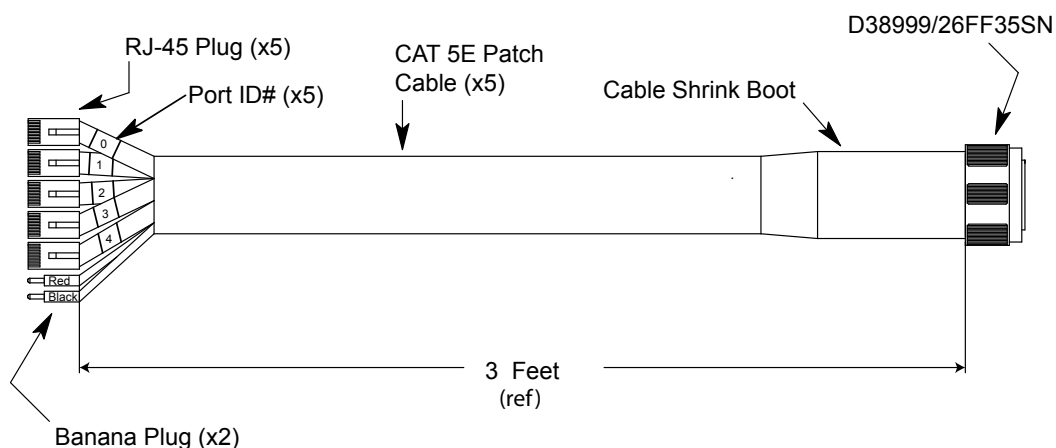 D38999/26FF35SN
RJ-45 Plug (x5)
CAT 5E Patch
Cable (x5)
Port ID# (x5)
Cable Shrink Boot
0
1
2
3
4
Red
Black
3 Feet
(ref)
Banana Plug (x2)